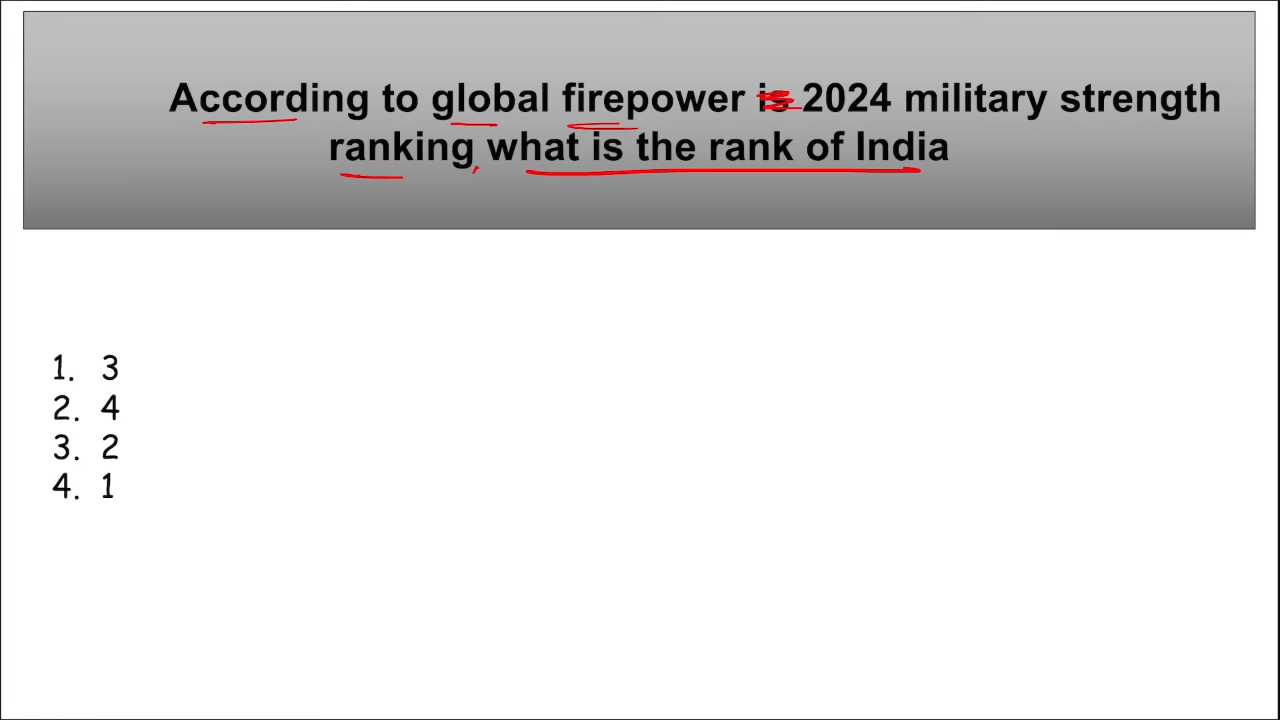 According to global firepower is 2024 military strength
ranking, what is the rank of India
1. 3
2. 4
3. 2
4. 1